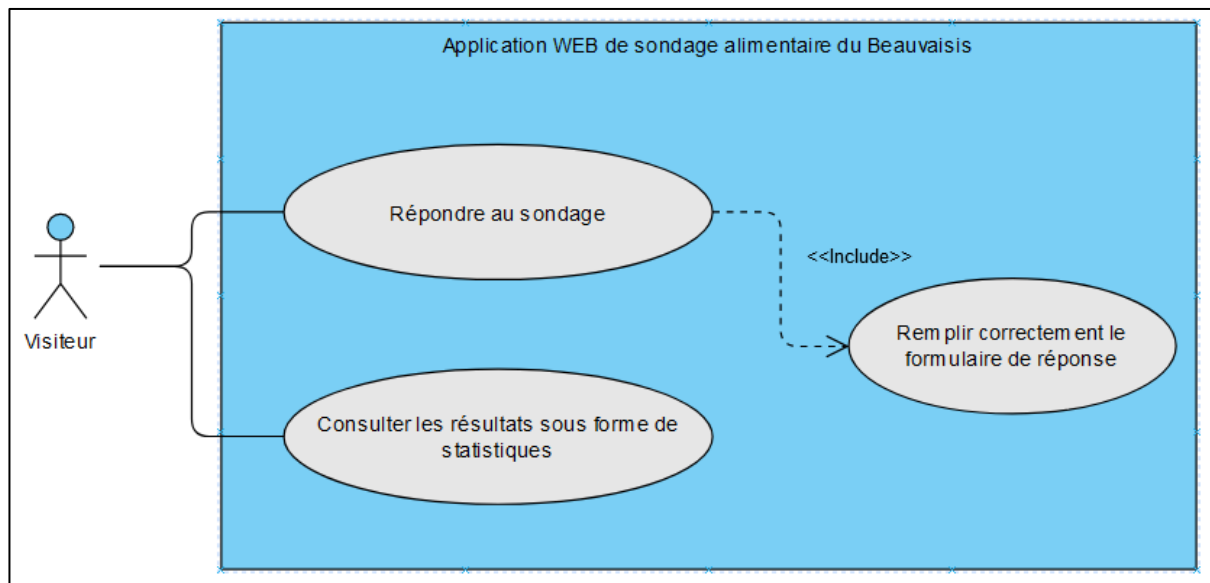 Application WEB de sondage alimentaire du Beauvaisis
Répondre au sondage
<<Include>>
Visiteur
Remplir correctement le
formulaire de réponse
Consulter les résultats sous forme de
statistiques